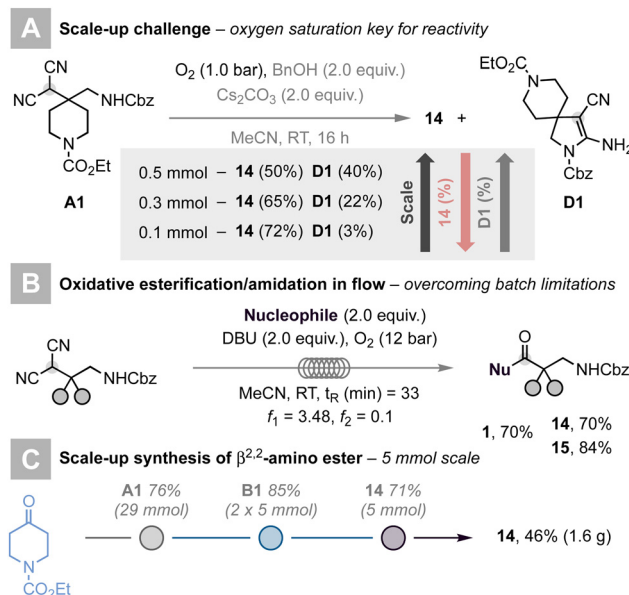 A Scale-up challenge – oxygen saturation key for reactivity
CN
NC
NHCbz
N
CO₂Et
A1
O₂ (1.0 bar), BnOH (2.0 equiv.)
Cs₂CO₃ (2.0 equiv.)
MeCN, RT, 16 h
14 +
EtO₂C
N
CN
NH₂
N
Cbz
D1
0.5 mmol – 14 (50%) D1 (40%)
0.3 mmol – 14 (65%) D1 (22%)
0.1 mmol – 14 (72%) D1 (3%)
Scale
14 (%)
D1 (%)
B Oxidative esterification/amidation in flow – overcoming batch limitations
CN
NC
NHCbz
Nucleophile (2.0 equiv.)
DBU (2.0 equiv.), O₂ (12 bar)
MeCN, RT, tR (min) = 33
f₁ = 3.48, f₂ = 0.1
O
Nu
NHCbz
1, 70%
14, 70%
15, 84%
C Scale-up synthesis of β²,²-amino ester – 5 mmol scale
O
N
CO₂Et
A1 76%
(29 mmol)
B1 85%
(2 x 5 mmol)
14 71%
(5 mmol)
14, 46% (1.6 g)